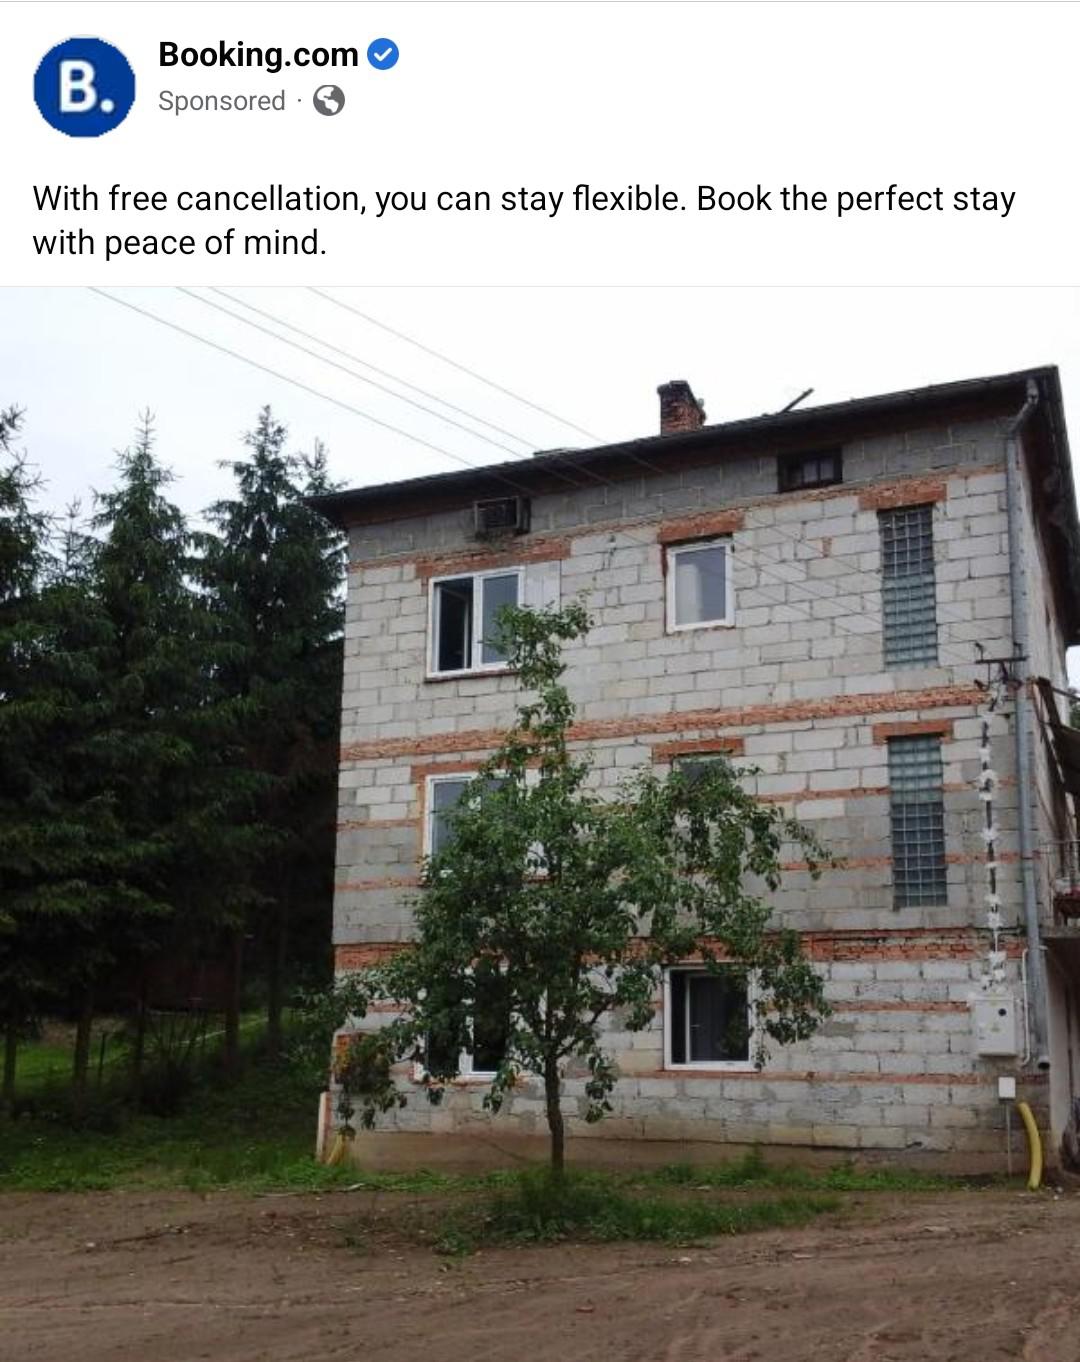 B.
Booking.com
Sponsored ·
With free cancellation, you can stay flexible. Book the perfect stay
with peace of mind.